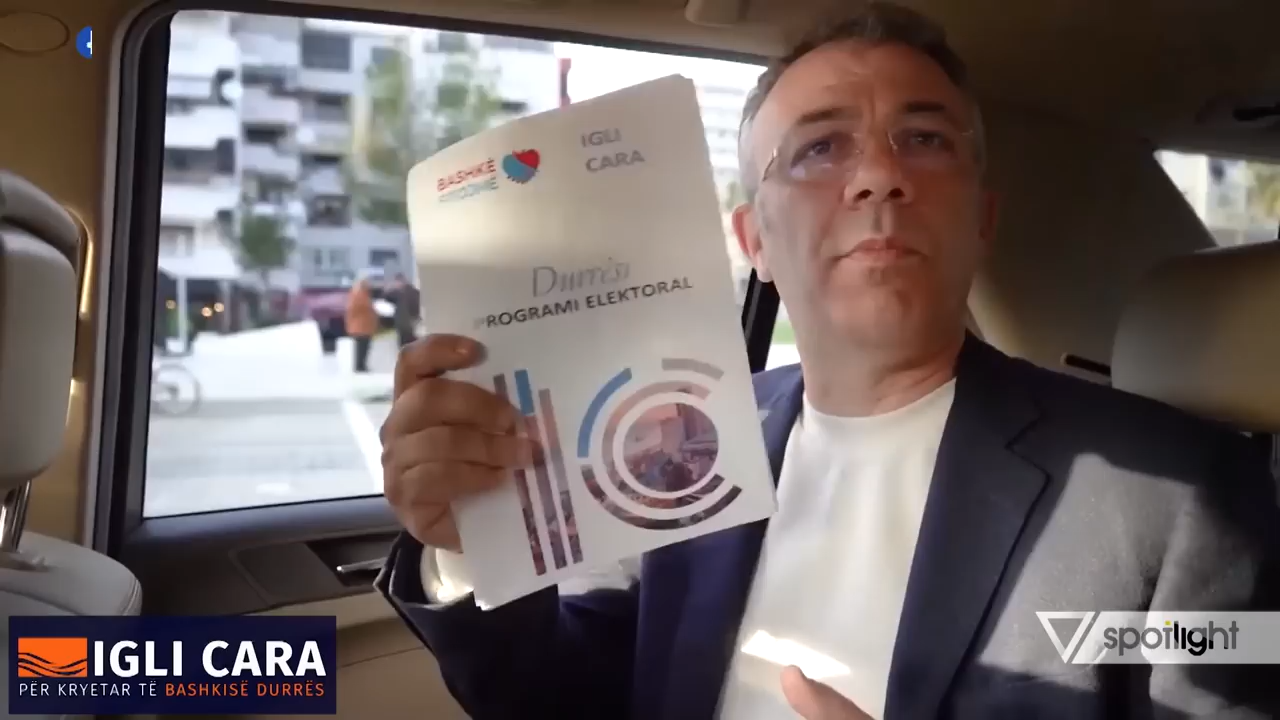 BASHKË
IGLI
CARA
Durrësi
PROGRAMI ELEKTORAL
IGLI CARA
PËR KRYETAR TË BASHKISË DURRËS
spotlight